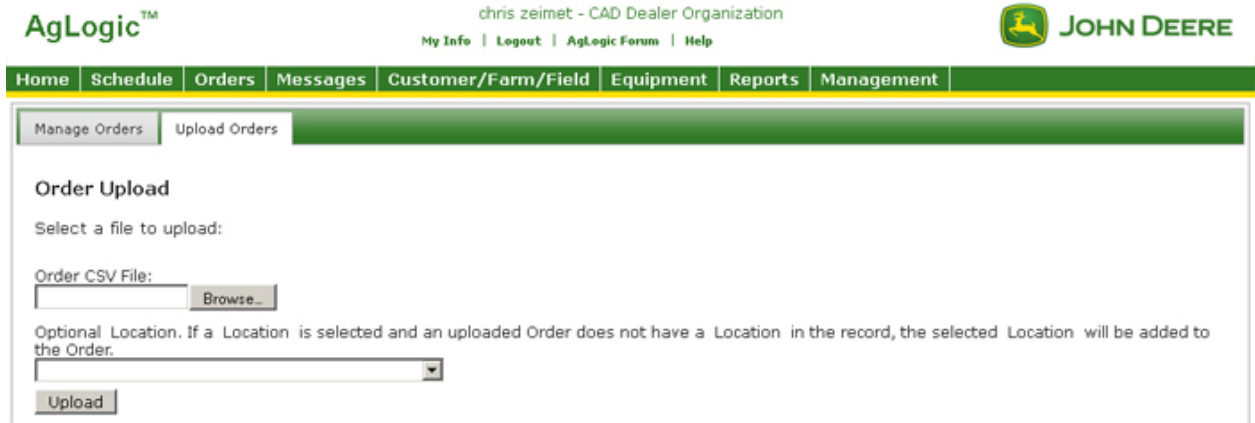 AgLogic™
chris zeimet - CAD Dealer Organization
My Info | Logout | AgLogic Forum | Help
JOHN DEERE
Home Schedule Orders Messages Customer/Farm/Field Equipment Reports Management
Manage Orders Upload Orders
Order Upload
Select a file to upload:
Order CSV File:
Browse...
Optional Location. If a Location is selected and an uploaded Order does not have a Location in the record, the selected Location will be added to
the Order.
Upload